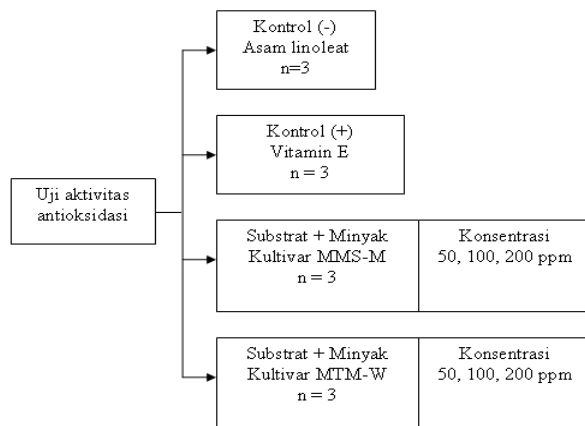 Kontrol (-)
Asam linoleat
n=3
Kontrol (+)
Vitamin E
n = 3
Uji aktivitas
antioksidasi
Substrat + Minyak
Kultivar MMS-M
n = 3
Konsentrasi
50, 100, 200 ppm
Substrat + Minyak
Kultivar MTM-W
n = 3
Konsentrasi
50, 100, 200 ppm